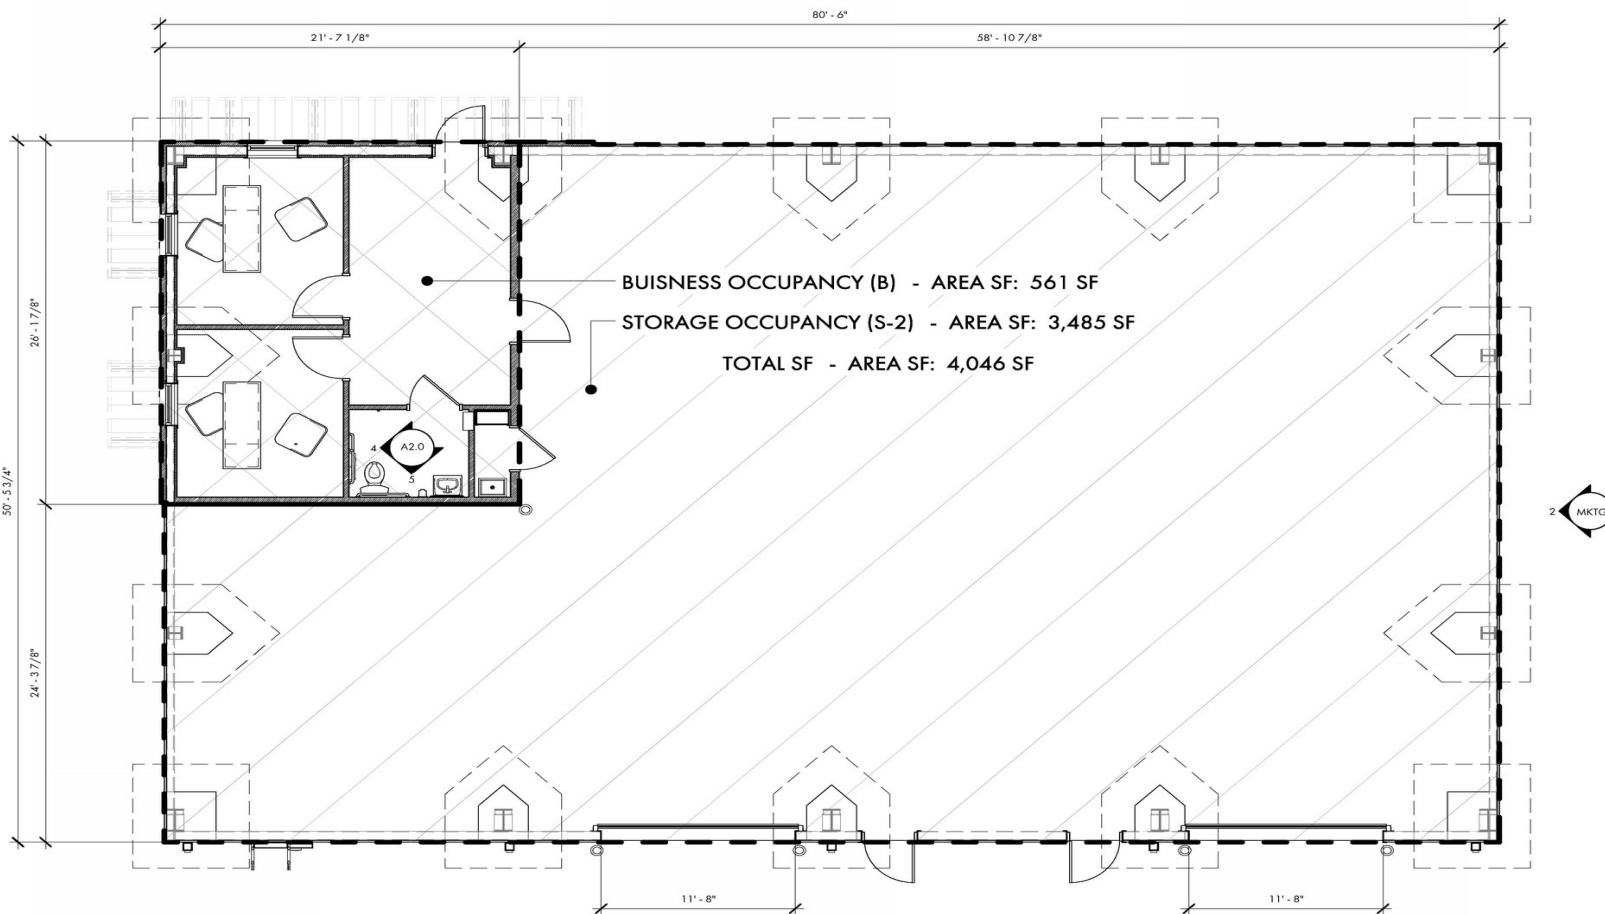 80' - 6"
21' - 7 1/8"
58' - 10 7/8"
BUISNESS OCCUPANCY (B) - AREA SF: 561 SF
STORAGE OCCUPANCY (S-2) - AREA SF: 3,485 SF
TOTAL SF - AREA SF: 4,046 SF
26' - 1 7/8"
50' - 5 3/4"
24' - 3 7/8"
4
A2.0
5
2
MKTG
11' - 8"
11' - 8"